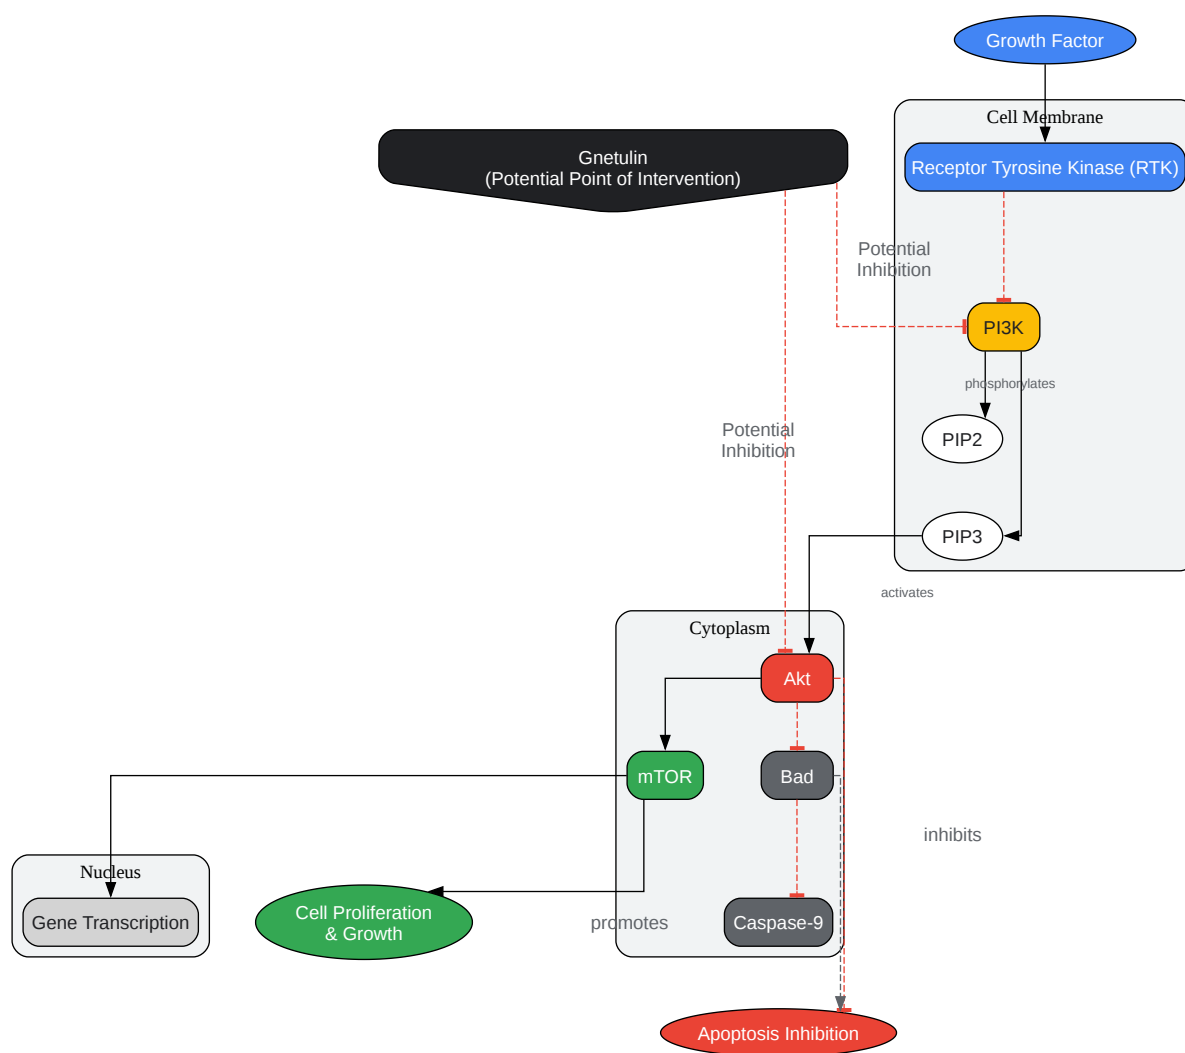 Growth Factor
Cell Membrane
Gnetulin
(Potential Point of Intervention)
Receptor Tyrosine Kinase (RTK)
Potential
Inhibition
PI3K
phosphorylates
Potential
Inhibition
PIP2
PIP3
activates
Cytoplasm
Akt
mTOR
Bad
inhibits
Nucleus
Gene Transcription
Cell Proliferation
& Growth
promotes
Caspase-9
Apoptosis Inhibition